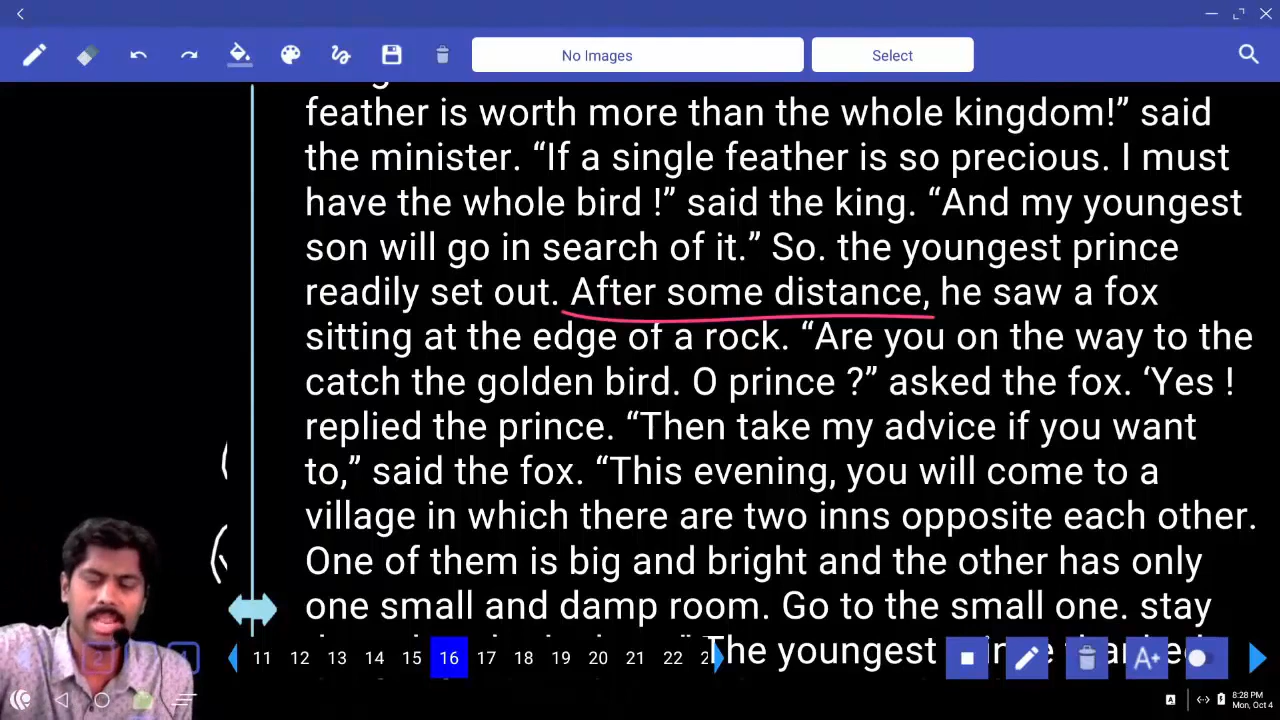 No Images
Select
feather is worth more than the whole kingdom!” said
the minister. “If a single feather is so precious. I must
have the whole bird !” said the king. “And my youngest
son will go in search of it.” So. the youngest prince
readily set out. After some distance, he saw a fox
sitting at the edge of a rock. “Are you on the way to the
catch the golden bird. O prince ?” asked the fox. ‘Yes !
replied the prince. “Then take my advice if you want
to,” said the fox. “This evening, you will come to a
village in which there are two inns opposite each other.
One of them is big and bright and the other has only
one small and damp room. Go to the small one. stay
The youngest
2
11 12 13 14 15 16 17 18 19 20 21 22 2
A+
A
8:28 PM
Mon, Oct 4